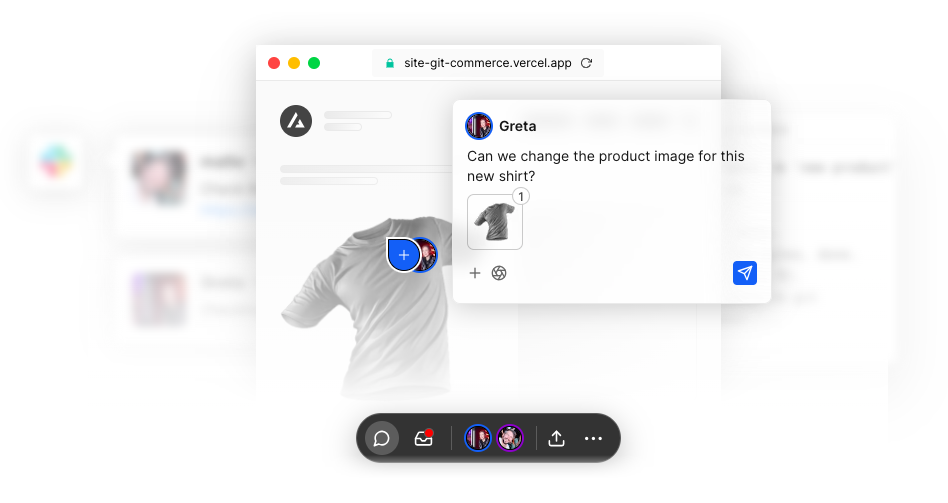 site-git-commerce.vercel.app
Greta
Can we change the product image for this
new shirt?
1